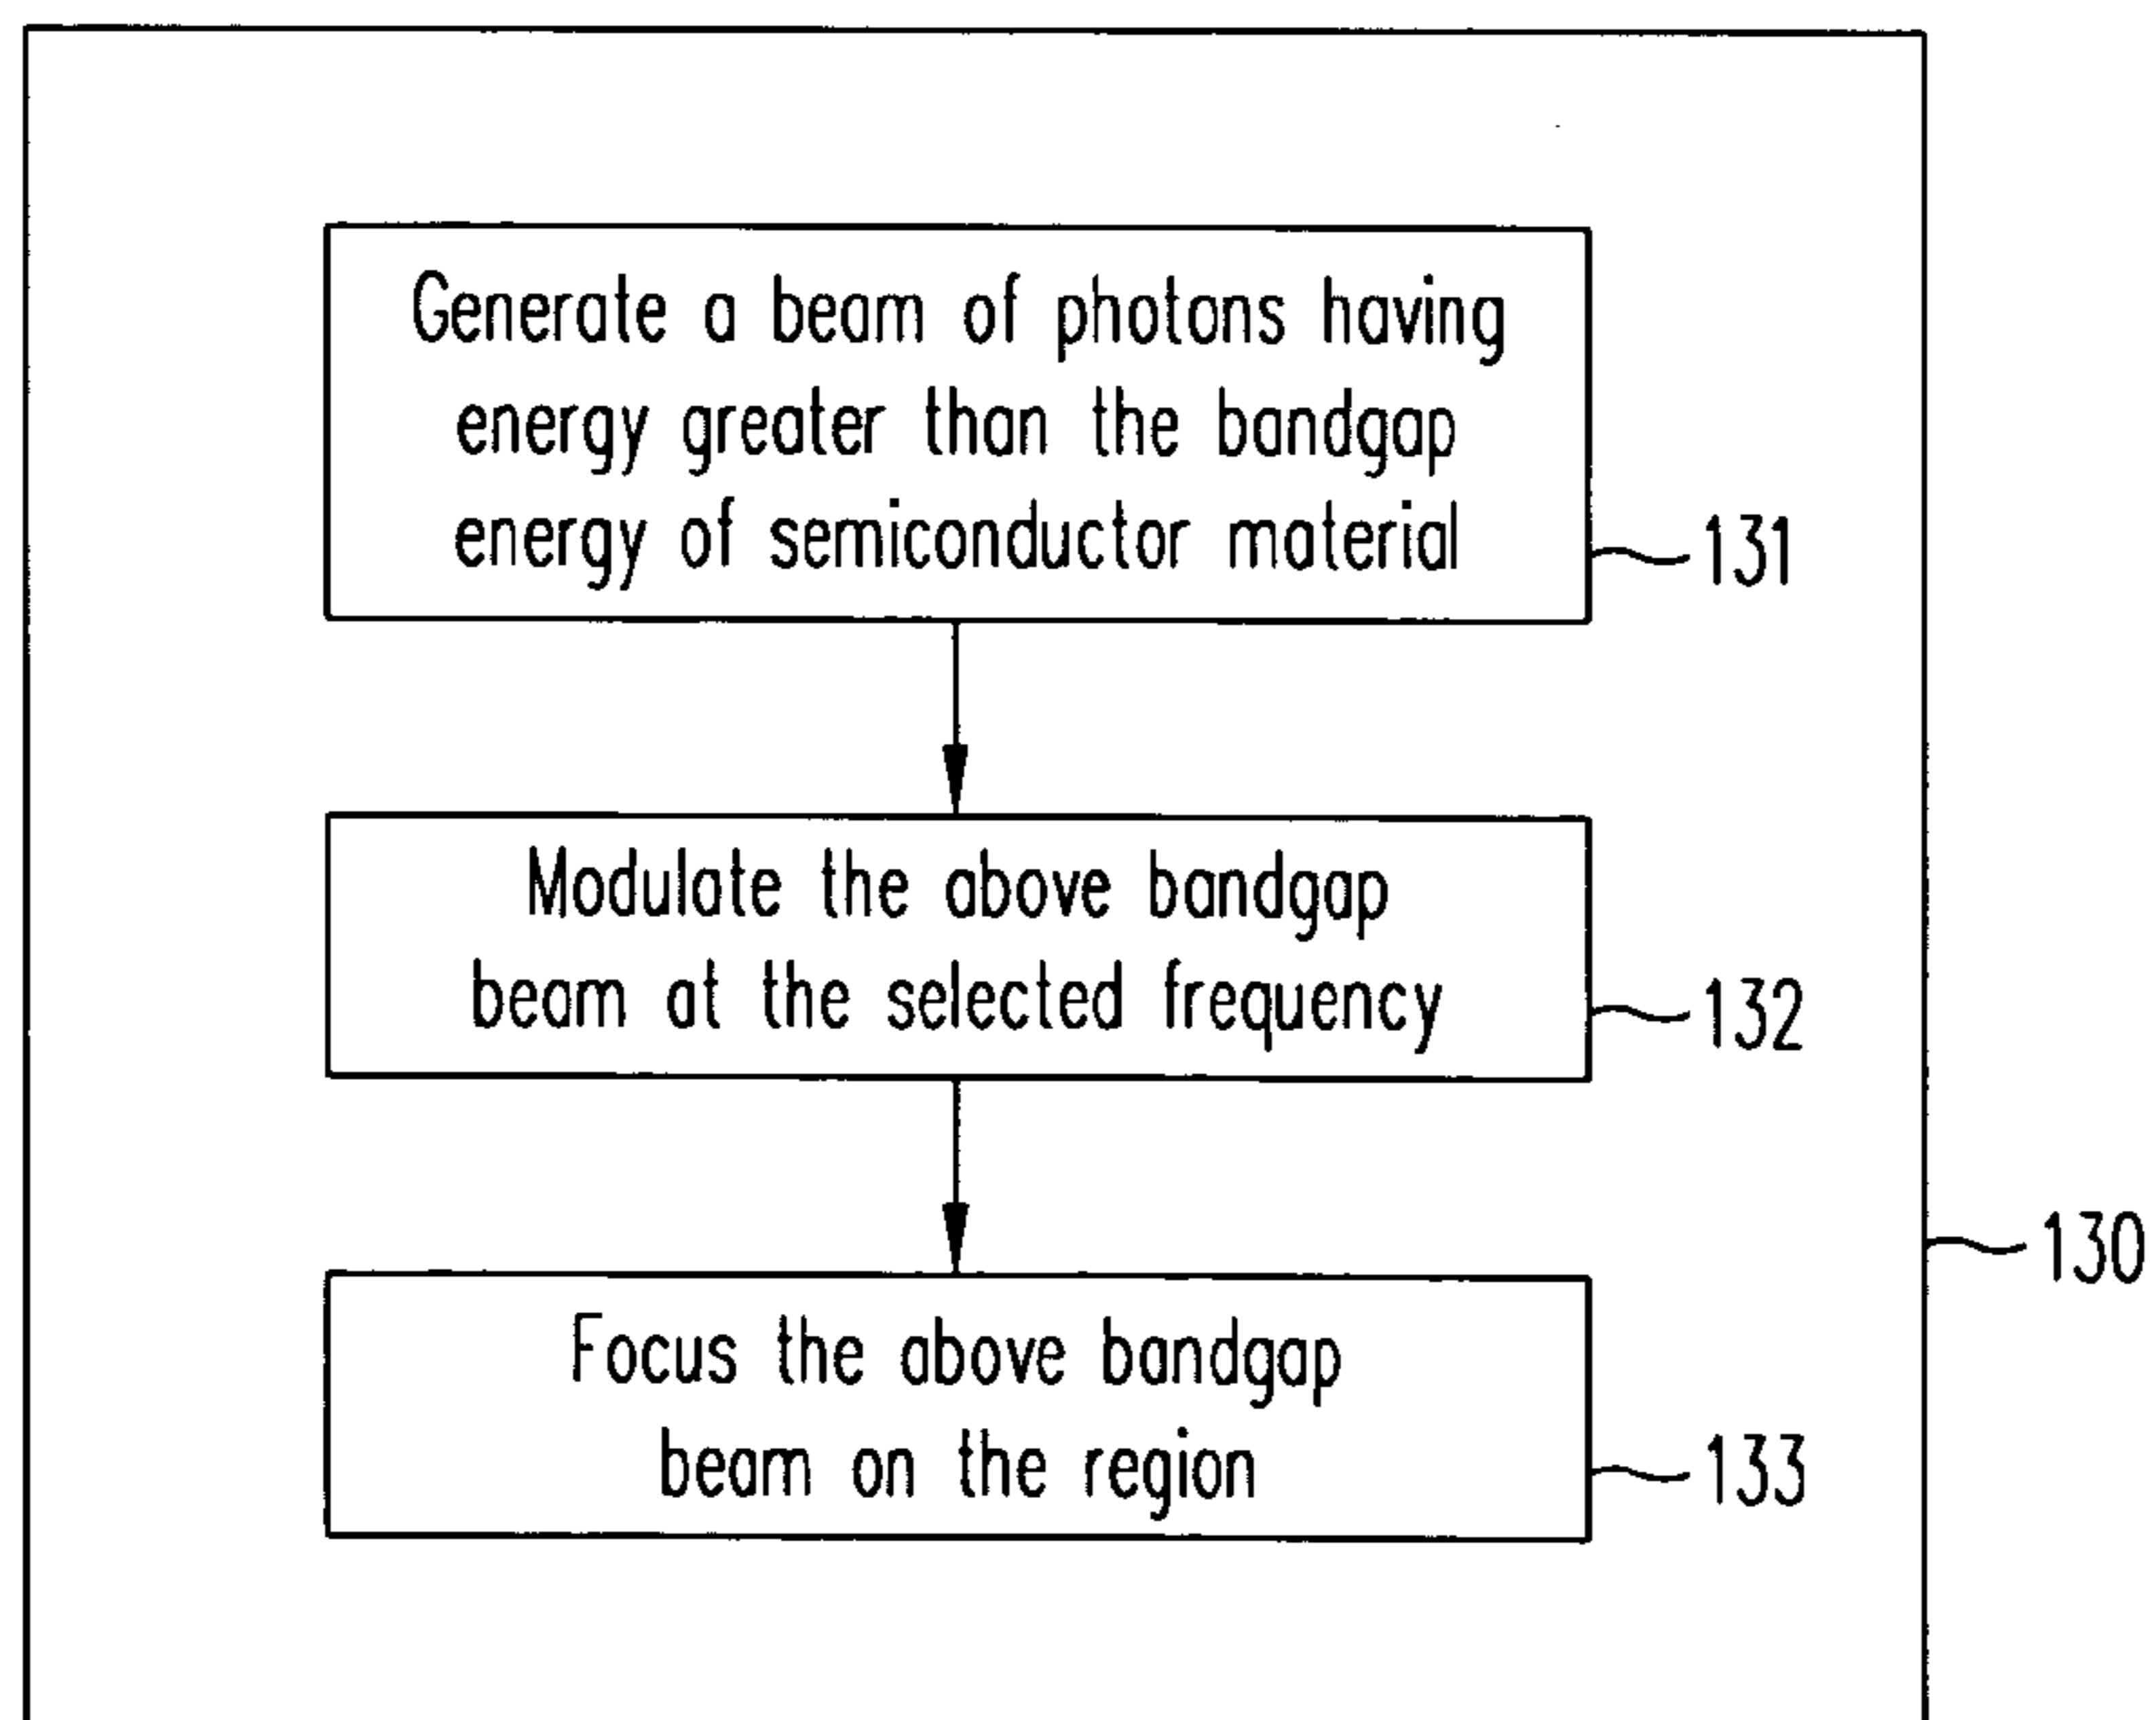 Generate a beam of photons having
energy greater than the bandgap
energy of semiconductor material
131
Modulate the above bandgap
beam at the selected frequency
132
130
Focus the above bandgap
beam on the region
133